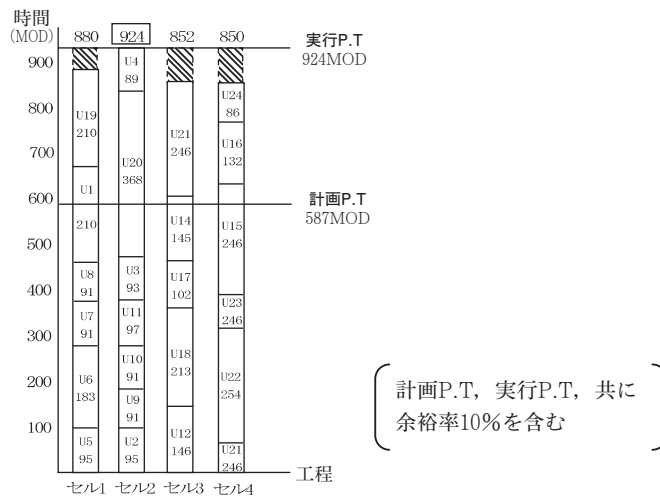 時間
(MOD)
880 924 852 850
実行P.T
924MOD
900
800
700
600
500
400
300
200
100
U19
210
U1
210
U8
91
U7
91
U6
183
U5
95
U4
89
U20
368
U3
93
U11
97
U10
91
U9
91
U2
95
U21
246
U14
145
U17
102
U18
213
U12
146
U24
86
U16
132
U15
246
U23
246
U22
254
U21
246
計画P.T
587MOD
計画P.T, 実行P.T, 共に
余裕率10%を含む
工程
セル1 セル2 セル3 セル4